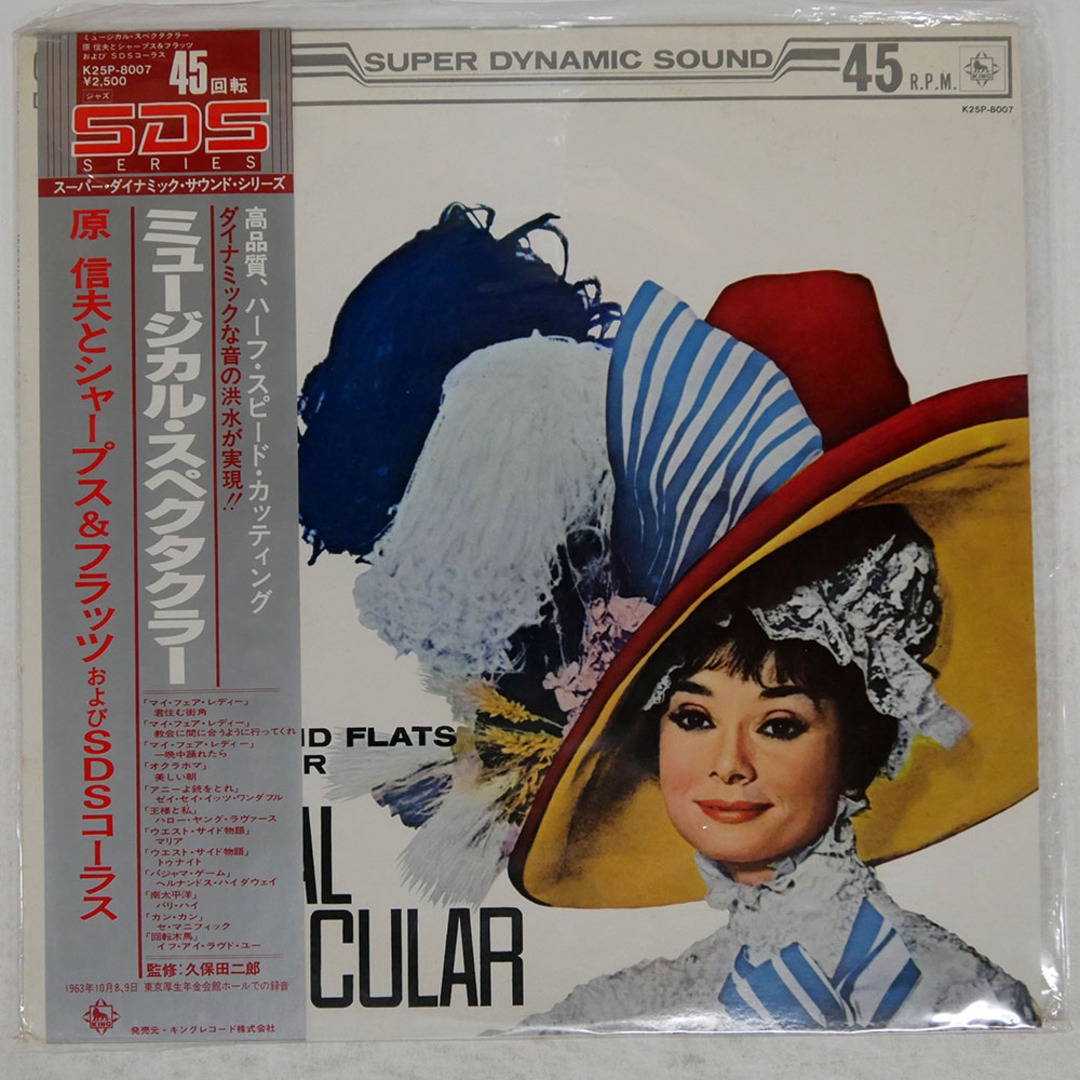 ミュージカル・スペクタクラー
原 信夫とシャープス&フラッツ
および SDSコーラス
K25P-8007
¥2,500
ジャズ
45回転
SDS
SERIES
スーパー・ダイナミック・サウンド・シリーズ
高品質、ハーフ・スピード・カッティング
ダイナミックな音の洪水が実現!!
ミュージカル・スペクタクラー
原 信夫とシャープス&フラッツおよびSDSコーラス
「マイ・フェア・レディー」
君住む街角
「マイ・フェア・レディー」
教会に間に合うように行ってくれ
「マイ・フェア・レディー」
一晩中踊れたら
「オクラホマ」
美しい朝
「アニーよ銃をとれ」
ゼイ・セイ・イッツ・ワンダフル
「王様と私」
ハロー・ヤング・ラヴァース
「ウエスト・サイド物語」
マリア
「ウエスト・サイド物語」
トゥナイト
「パジャマ・ゲーム」
ヘルナンドス・ハイダウェイ
「南太平洋」
バリ・ハイ
「カン・カン」
セ・マニフィック
「回転木馬」
イフ・アイ・ラヴド・ユー
監修:久保田二郎
1963年10月8、9日 東京厚生年金会館ホールでの録音
KING
発売元・キングレコード株式会社
SUPER DYNAMIC SOUND
45 R.P.M.
KING
K25P-8007
ND FLATS
R
AL
CULAR